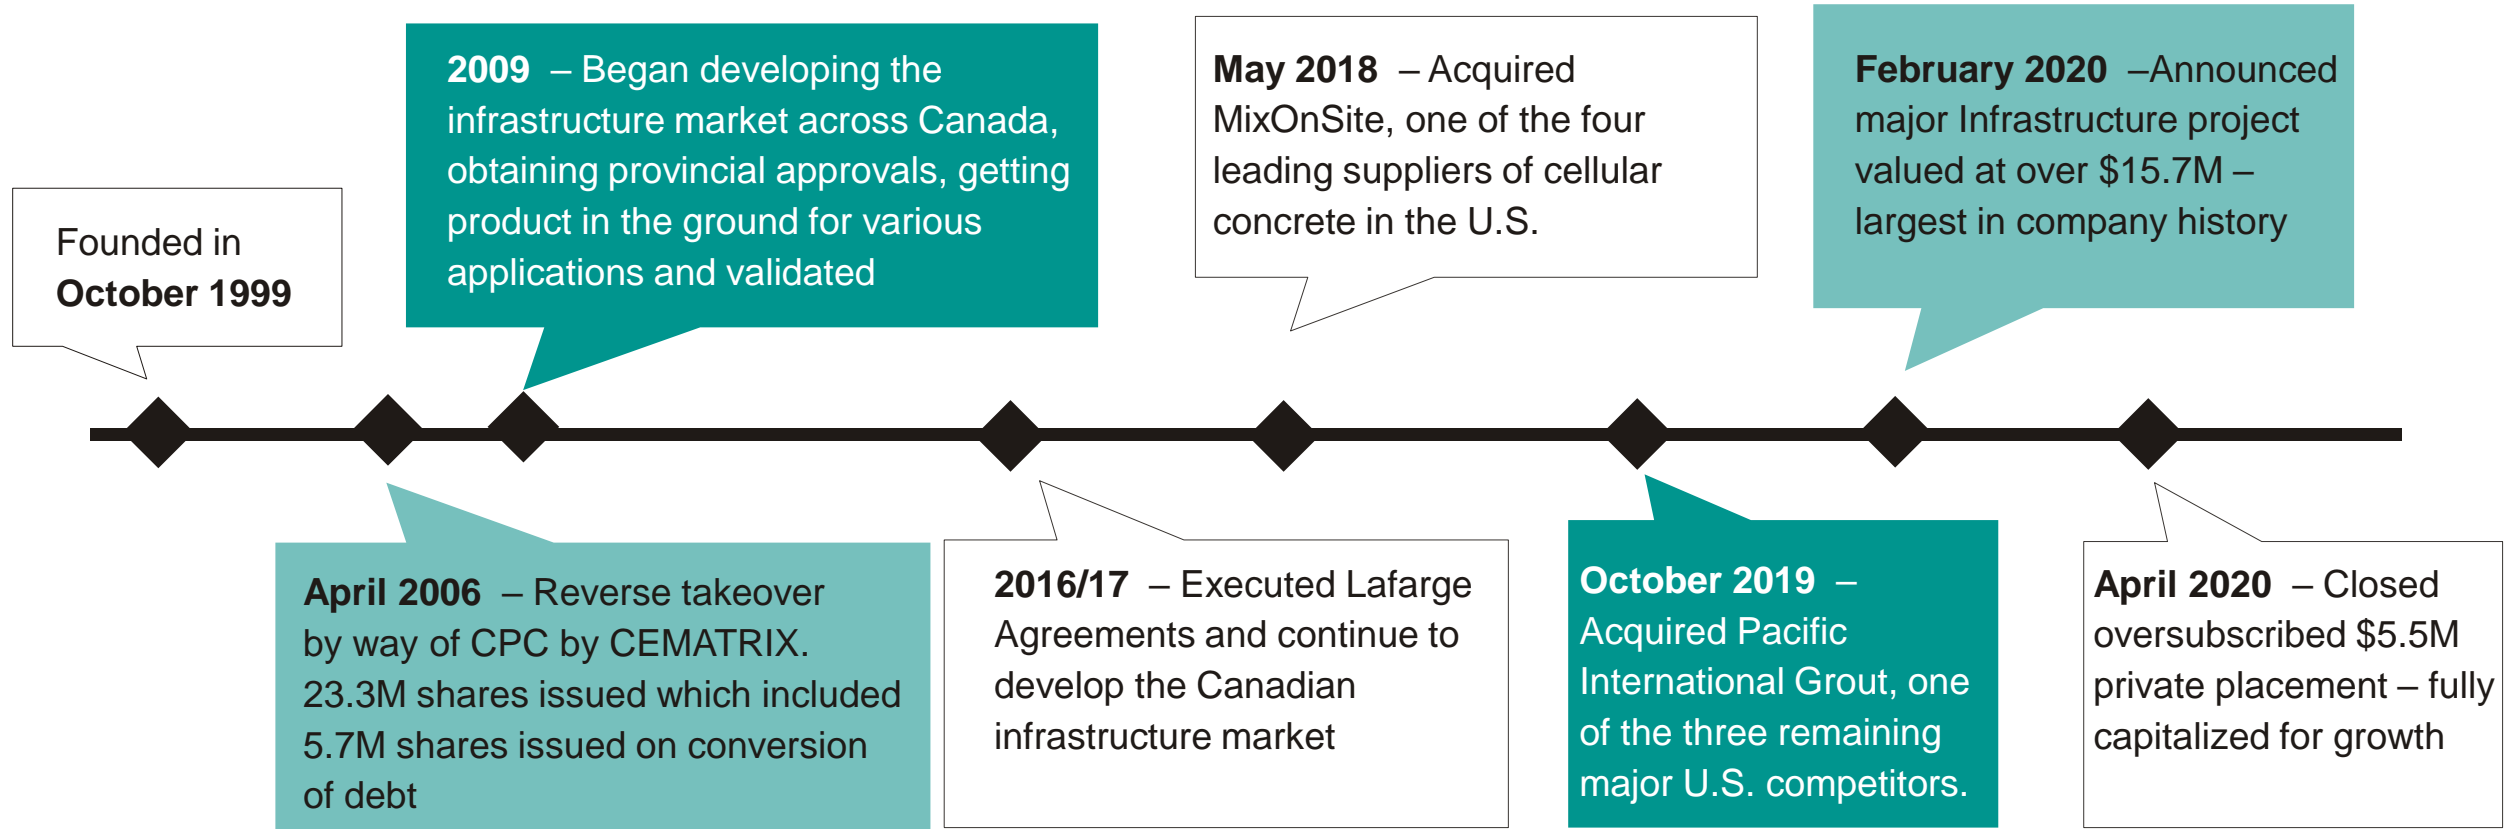 Founded in
October 1999
April 2006 – Reverse takeover
by way of CPC by CEMATRIX.
23.3M shares issued which included
5.7M shares issued on conversion
of debt
2009 – Began developing the
infrastructure market across Canada,
obtaining provincial approvals, getting
product in the ground for various
applications and validated
2016/17 – Executed Lafarge
Agreements and continue to
develop the Canadian
infrastructure market
May 2018 – Acquired
MixOnSite, one of the four
leading suppliers of cellular
concrete in the U.S.
October 2019 –
Acquired Pacific
International Grout, one
of the three remaining
major U.S. competitors.
February 2020 –Announced
major Infrastructure project
valued at over $15.7M –
largest in company history
April 2020 – Closed
oversubscribed $5.5M
private placement – fully
capitalized for growth